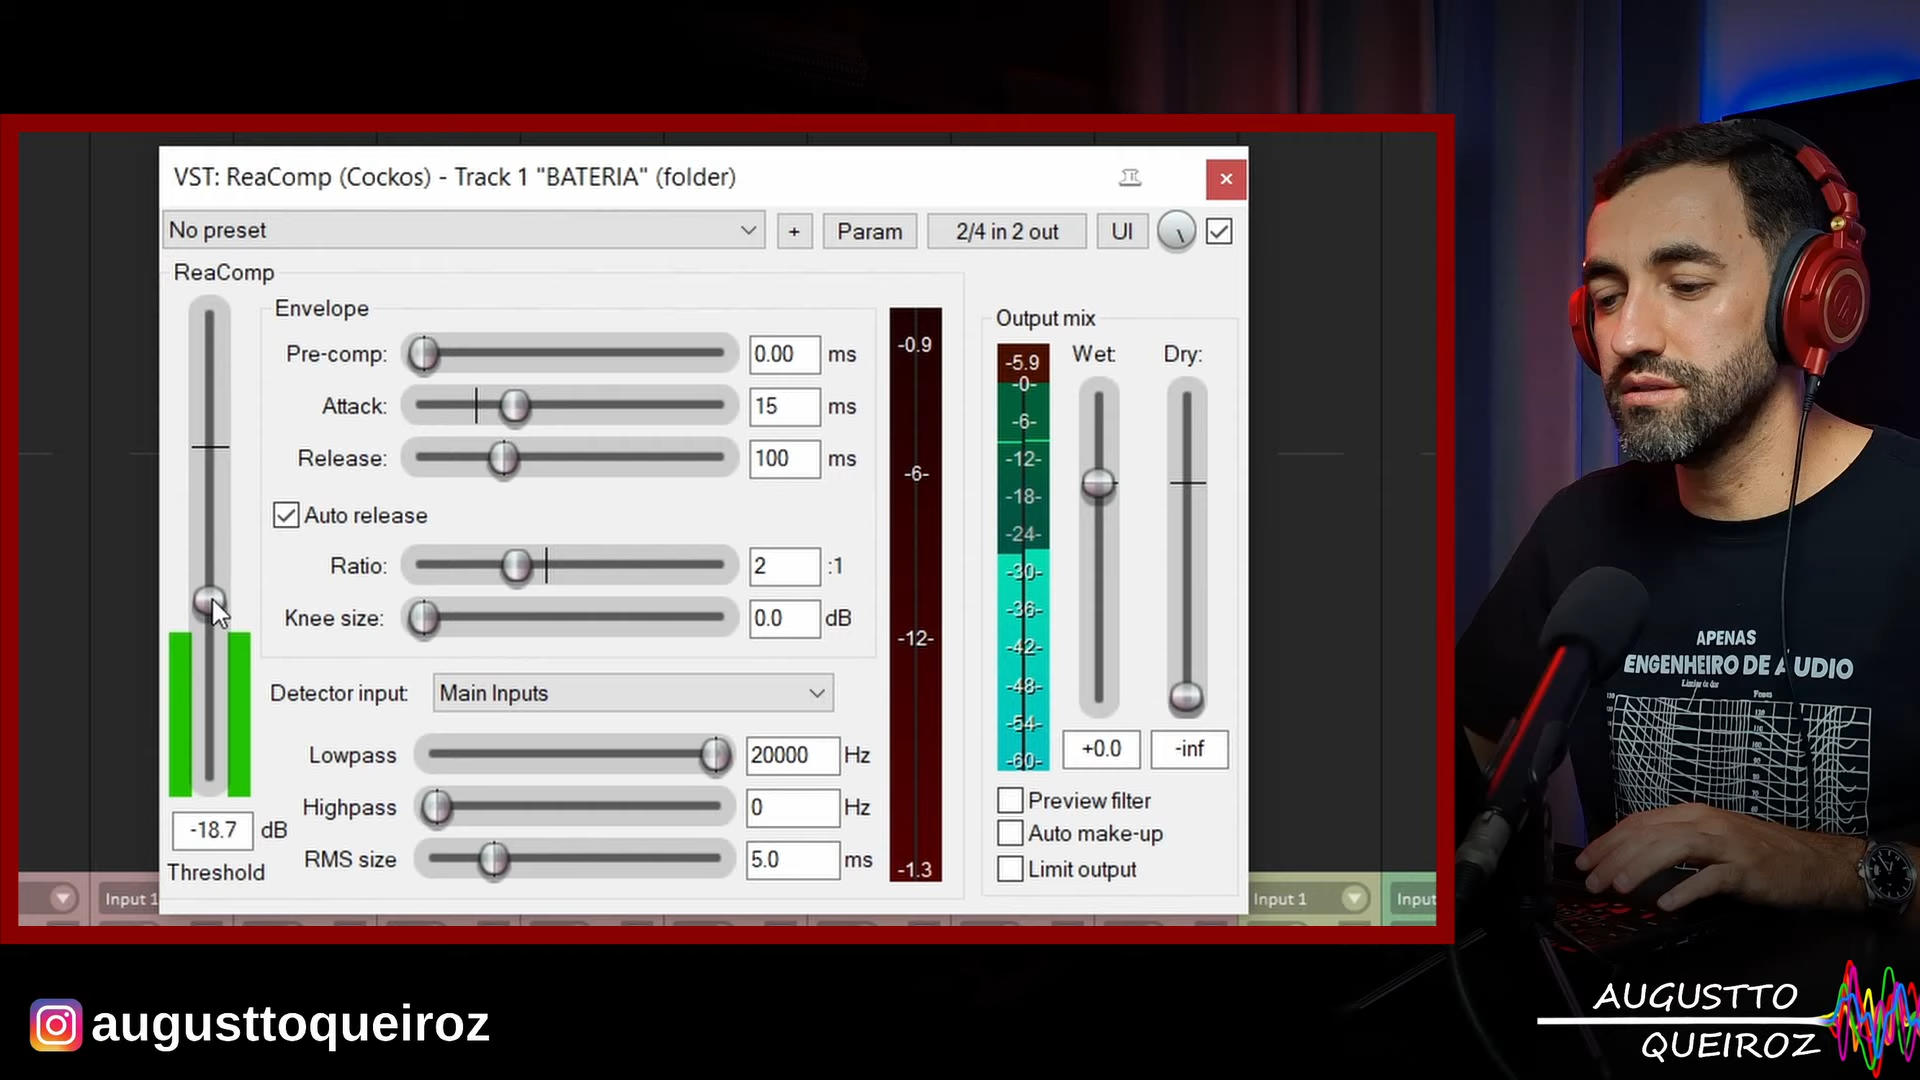 VST: ReaComp (Cockos) - Track 1 "BATERIA" (folder)
No preset
+
Param
2/4 in 2 out
UI
ReaComp
Envelope
Pre-comp:
0.00
ms
Attack:
15
ms
Release:
100
ms
Auto release
Ratio:
2
:1
Knee size:
0.0
dB
Detector input:
Main Inputs
Lowpass
20000
Hz
Highpass
0
Hz
RMS size
5.0
ms
-18.7
dB
Threshold
-0.9
-6-
-12-
-1.3
Output mix
Wet:
Dry:
-5.9
-0-
-6-
-12-
-18-
-24-
-30-
-36-
-42-
-48-
-54-
-60-
+0.0
-inf
Preview filter
Auto make-up
Limit output
Input 1
Input 1
Input
APENAS
ENGENHEIRO DE ÁUDIO
augusttoqueiroz
AUGUSTTO
QUEIROZ